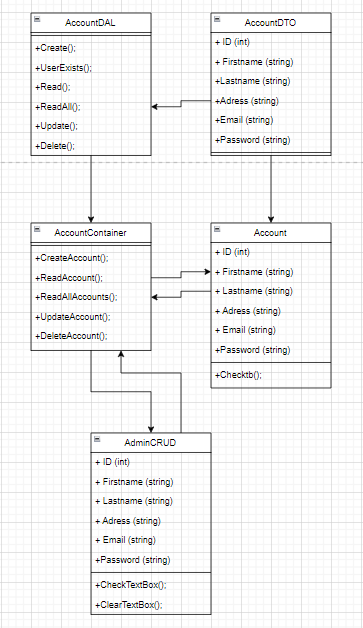 AccountDAL
+Create();
+UserExists();
+Read();
+ReadAll();
+Update();
+Delete();
AccountDTO
+ ID (int)
+ Firstname (string)
+Lastname (string)
+Adress (string)
+Email (string)
+Password (string)
AccountContainer
+CreateAccount();
+ReadAccount();
+ReadAllAccounts();
+UpdateAccount();
+DeleteAccount();
Account
+ ID (int)
+ Firstname (string)
+ Lastname (string)
+ Adress (string)
+ Email (string)
+Password (string)
+Checktb();
AdminCRUD
+ ID (int)
+ Firstname (string)
+ Lastname (string)
+ Adress (string)
+ Email (string)
+Password (string)
+CheckTextBox();
+ClearTextBox();